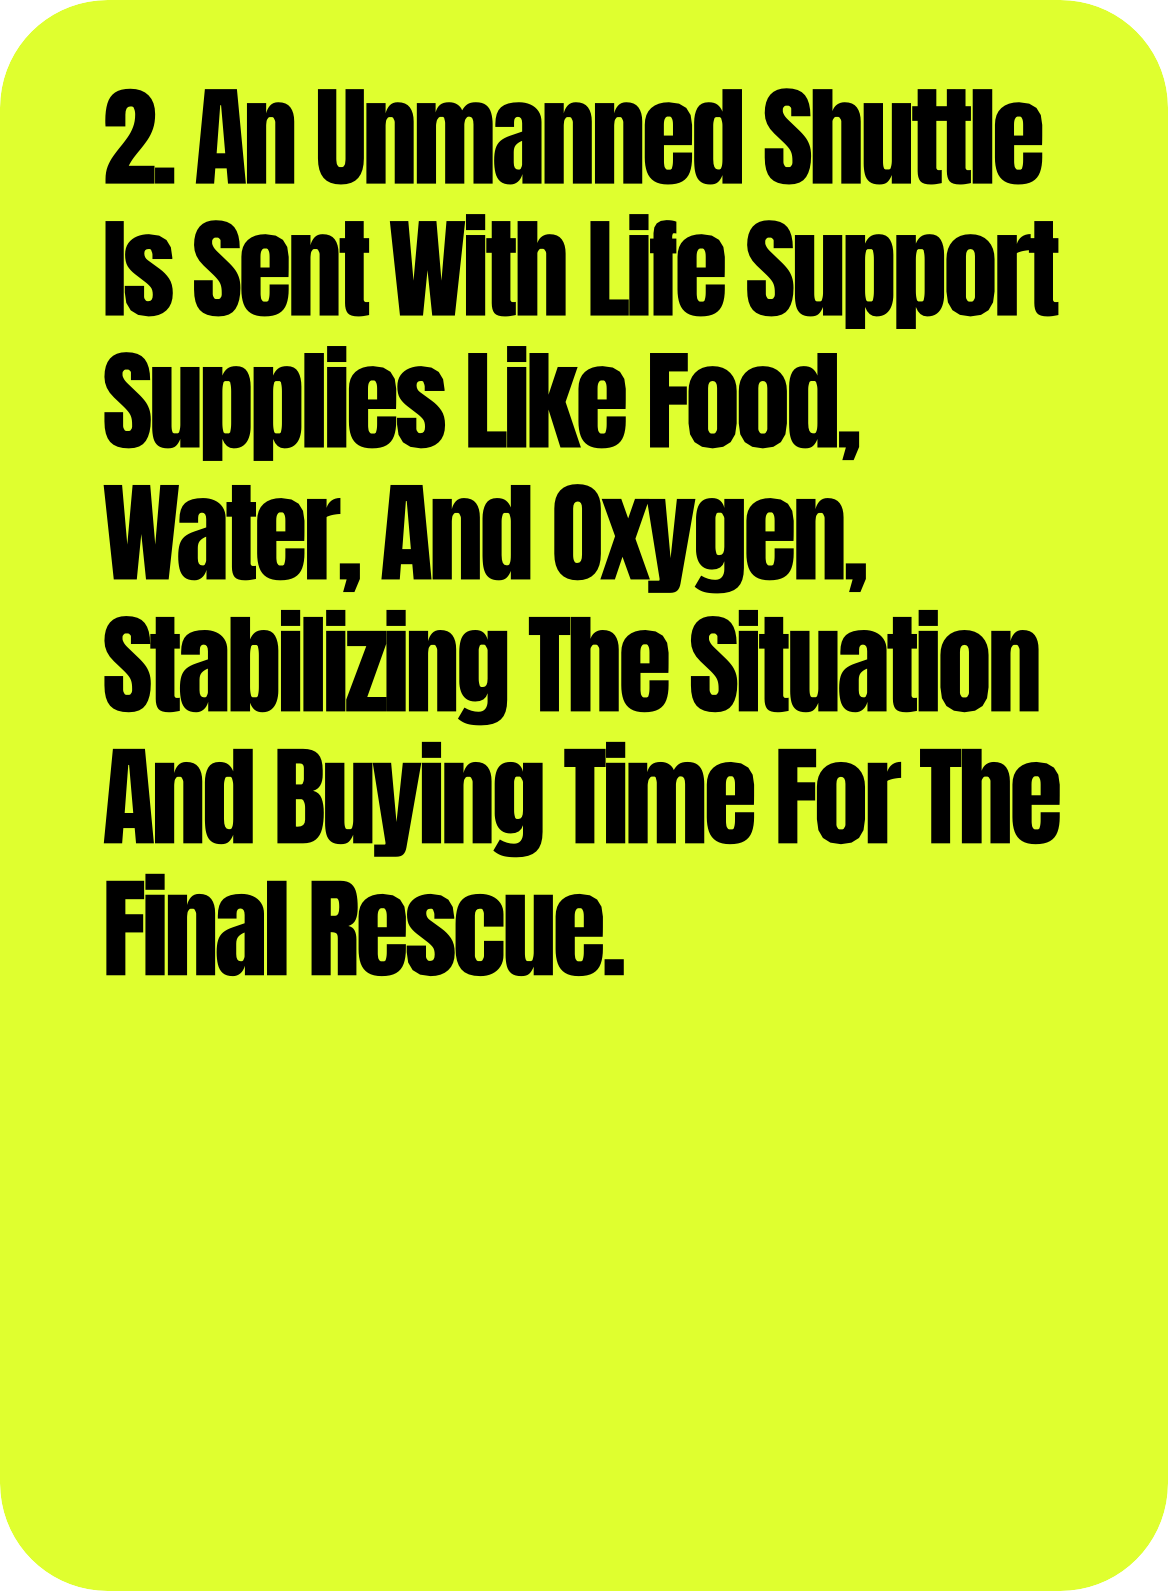 2. An Unmanned Shuttle
Is Sent With Life Support
Supplies Like Food,
Water, And Oxygen,
Stabilizing The Situation
And Buying Time For The
Final Rescue.